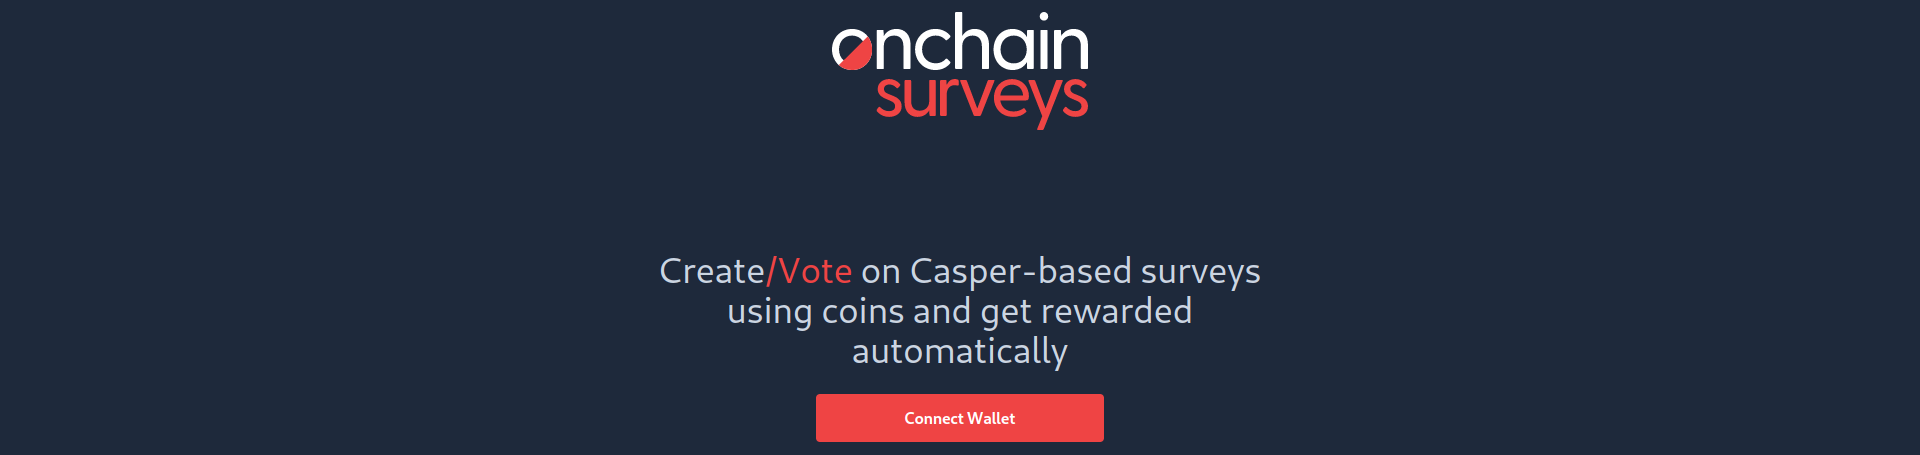 onchain
surveys
Create/Vote on Casper-based surveys
using coins and get rewarded
automatically
Connect Wallet